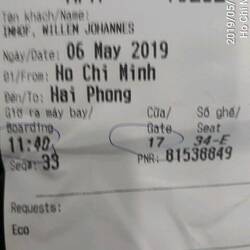 Tên khách/Name:
IMHOF, WILLEM JOHANNES
Ngày/Date: 06 May 2019
Đi/From: Ho Chi Minh
Đến/To: Hai Phong
Giờ ra máy bay/ Cửa/ Số ghế/
Boarding Gate Seat
11:40 17 34-E
Seq#: 33 PNR: 81538849
Requests:
Eco
2019/05/
Ho Chi M